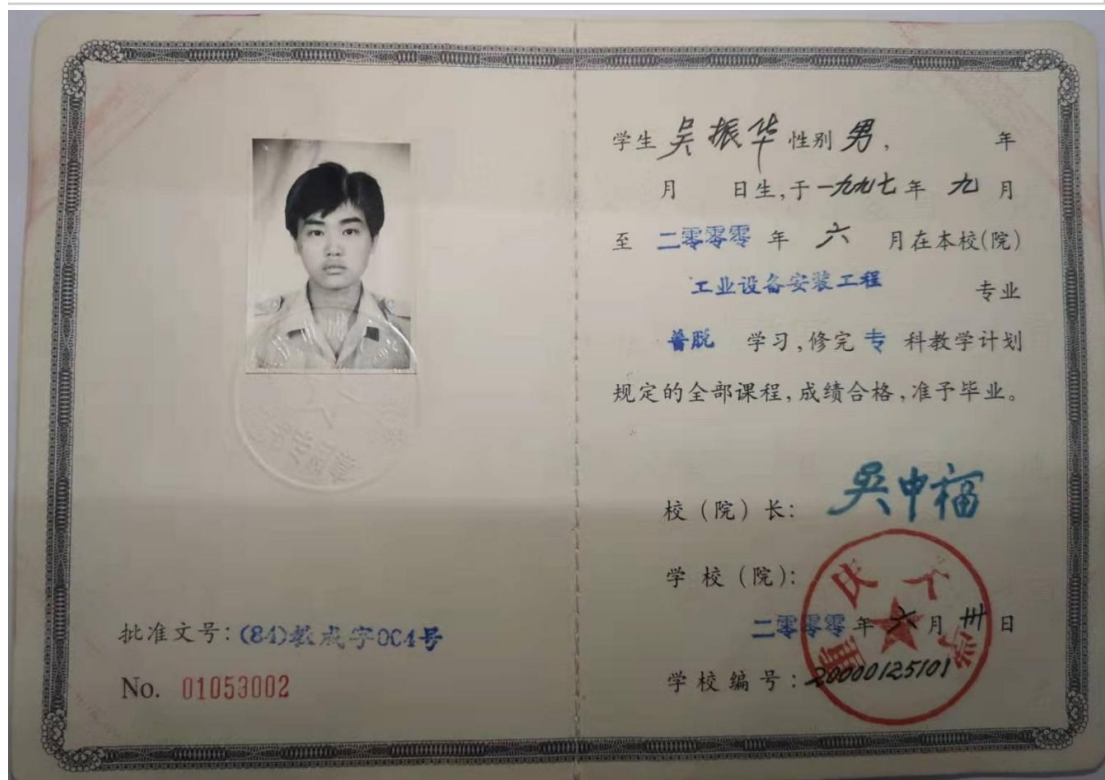 批准文号：(84)教成字004号
No. 01053002
学生 吴振华 性别 男， 年
月 日生，于一九九七年 九 月
至 二零零零 年 六 月在本校(院)
工业设备安装工程 专业
普脱 学习，修完 专 科教学计划
规定的全部课程，成绩合格，准予毕业。
校（院）长： 吴中福
学校（院）：
重庆大学
二零零零 年 六 月 卅 日
学校编号：20000125101